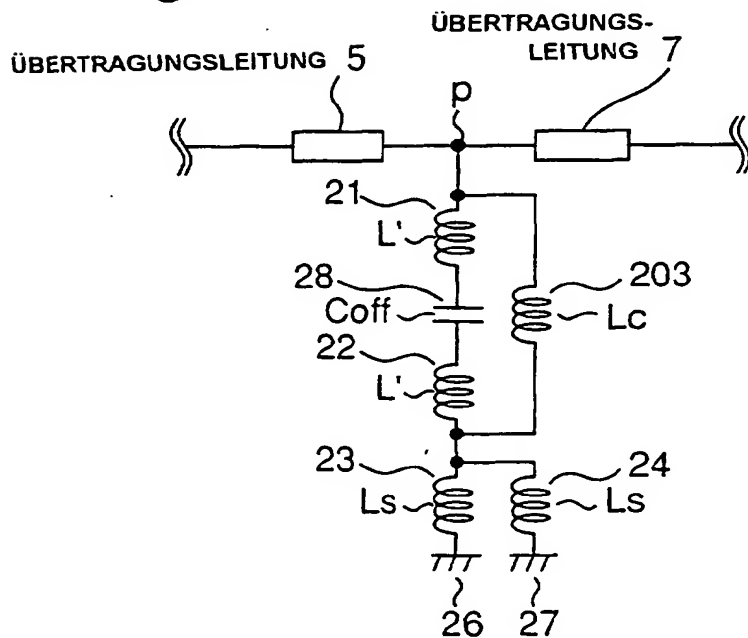 ÜBERTRAGUNGSLEITUNG 5
ÜBERTRAGUNGS-
LEITUNG 7
p
21
L'
28
Coff
22
L'
203
Lc
23
Ls
24
Ls
26
27